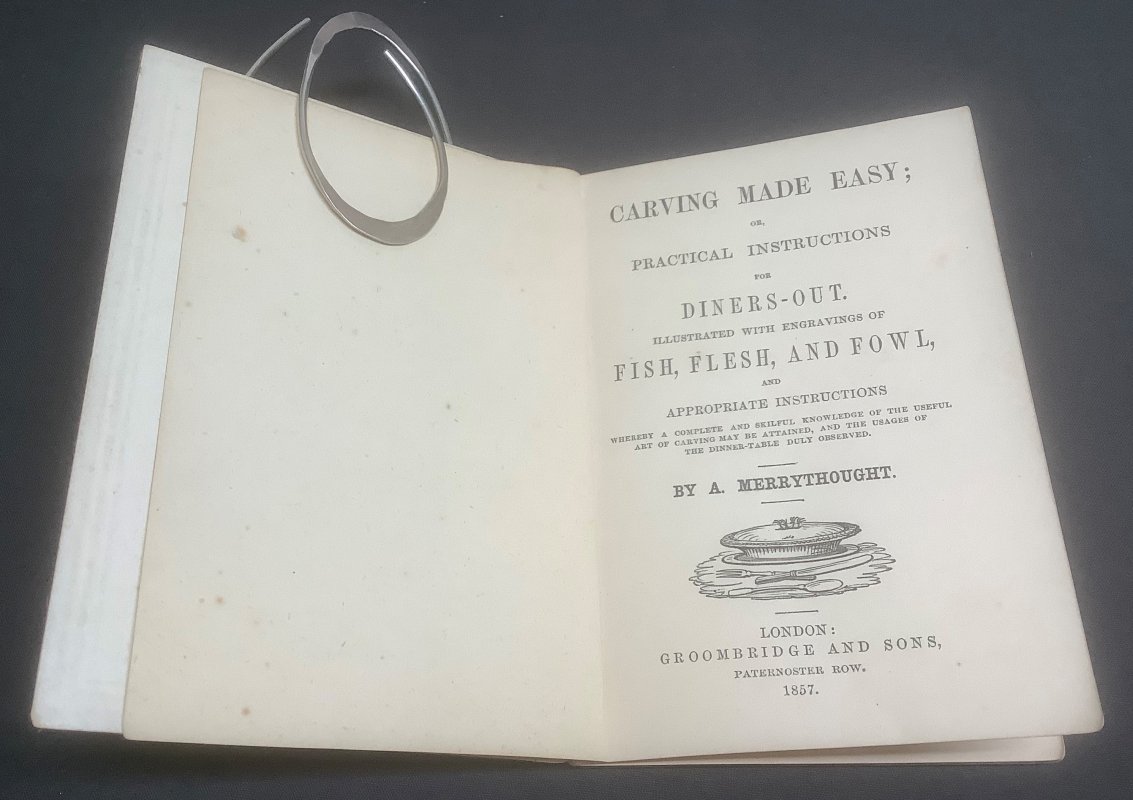 CARVING MADE EASY;
OR,
PRACTICAL INSTRUCTIONS
FOR
DINERS-OUT.
ILLUSTRATED WITH ENGRAVINGS OF
FISH, FLESH, AND FOWL,
AND
APPROPRIATE INSTRUCTIONS
WHEREBY A COMPLETE AND SKILFUL KNOWLEDGE OF THE USEFUL
ART OF CARVING MAY BE ATTAINED, AND THE USAGES OF
THE DINNER-TABLE DULY OBSERVED.
BY A. MERRYTHOUGHT.
LONDON:
GROOMBRIDGE AND SONS,
PATERNOSTER ROW.
1857.